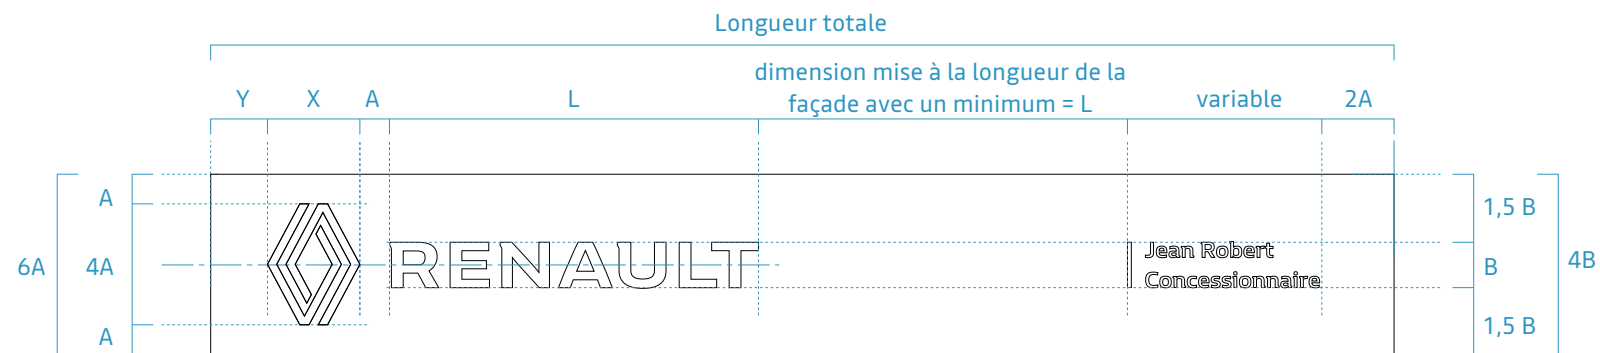 Longueur totale
dimension mise à la longueur de la
façade avec un minimum = L
Y
X
A
L
variable
2A
A
4A
6A
A
RENAULT
Jean Robert
Concessionnaire
1,5 B
B
4B
1,5 B